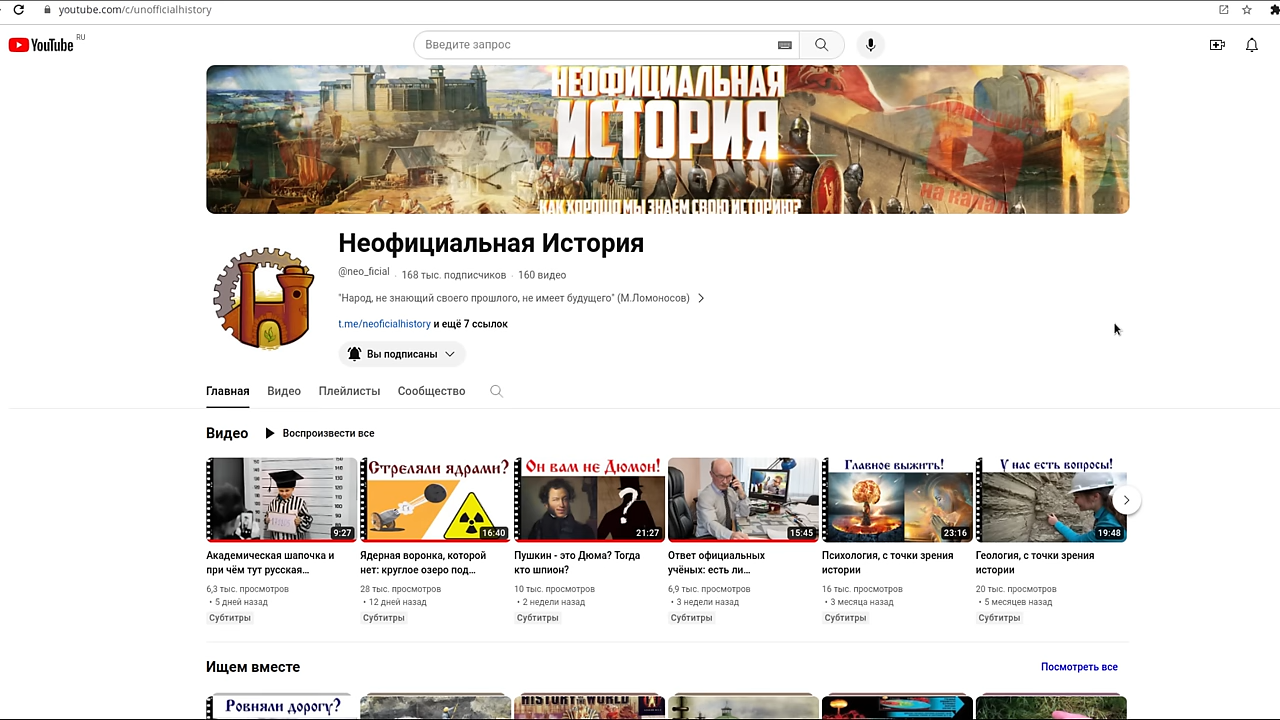 youtube.com/c/unofficialhistory
YouTube RU
Введите запрос
НЕОФИЦИАЛЬНАЯ
ИСТОРИЯ
КАК ХОРОШО МЫ ЗНАЕМ СВОЮ ИСТОРИЮ?
на канал
Неофициальная История
@neo_ficial · 168 тыс. подписчиков · 160 видео
"Народ, не знающий своего прошлого, не имеет будущего" (М.Ломоносов)
t.me/neoficialhistory и ещё 7 ссылок
Вы подписаны
Главная Видео Плейлисты Сообщество
Видео Воспроизвести все
Стреляли ядрами? Он вам не Дюмон! Главное выжить! У нас есть вопросы!
9:27 16:40 21:27 15:45 23:16 19:48
Академическая шапочка и при чём тут русская…
6,3 тыс. просмотров
• 5 дней назад
Субтитры
Ядерная воронка, которой нет: круглое озеро под…
28 тыс. просмотров
• 12 дней назад
Субтитры
Пушкин - это Дюма? Тогда кто шпион?
10 тыс. просмотров
• 2 недели назад
Субтитры
Ответ официальных учёных: есть ли…
6,9 тыс. просмотров
• 3 недели назад
Субтитры
Психология, с точки зрения истории
16 тыс. просмотров
• 3 месяца назад
Субтитры
Геология, с точки зрения истории
20 тыс. просмотров
• 5 месяцев назад
Субтитры
Ищем вместе Посмотреть все
Ровняли дорогу? HISTORY OF THE WORLD